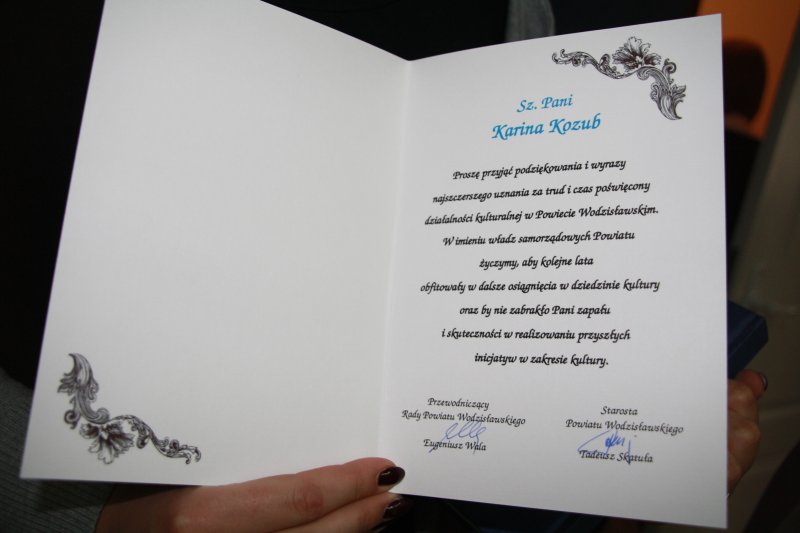 Sz. Pani
Karina Kozub
Proszę przyjąć podziękowania i wyrazy
najszczerszego uznania za trud i czas poświęcony
działalności kulturalnej w Powiecie Wodzisławskim.
W imieniu władz samorządowych Powiatu
życzymy, aby kolejne lata
obfitowały w dalsze osiągnięcia w dziedzinie kultury
oraz by nie zabrakło Pani zapału
i skuteczności w realizowaniu przyszłych
inicjatyw w zakresie kultury.
Przewodniczący
Rady Powiatu Wodzisławskiego
Eugeniusz Wala
Starosta
Powiatu Wodzisławskiego
Tadeusz Skatuła